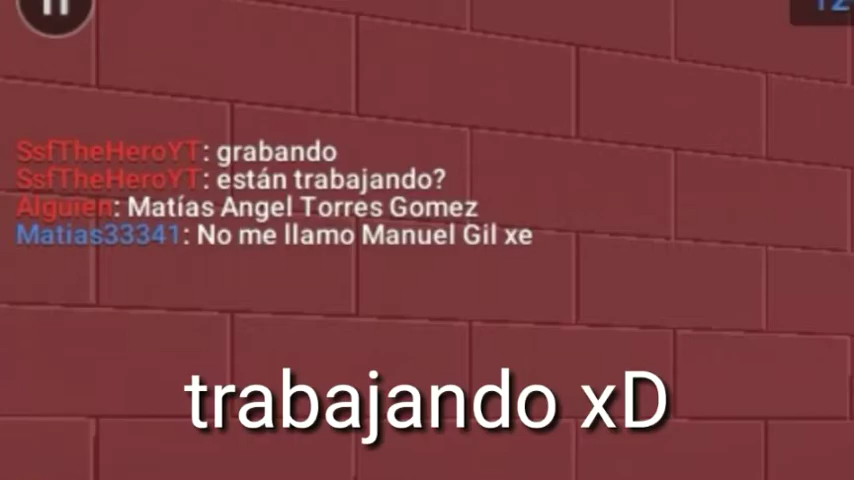 12
SsfTheHeroYT: grabando
SsfTheHeroYT: están trabajando?
Alguien: Matías Angel Torres Gomez
Matias33341: No me llamo Manuel Gil xe
trabajando xD